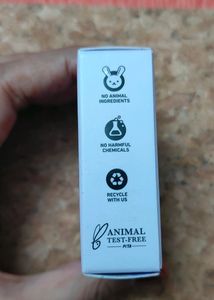 NO ANIMAL
INGREDIENTS
NO HARMFUL
CHEMICALS
RECYCLE
WITH US
ANIMAL
TEST-FREE
PETA